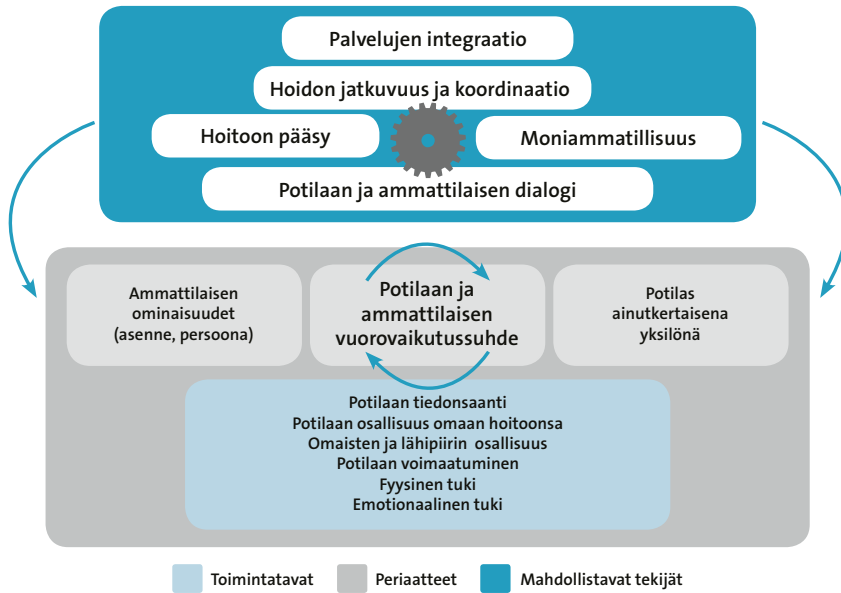 Palvelujen integraatio
Hoidon jatkuvuus ja koordinaatio
Hoitoon pääsy
Moniammatillisuus
Potilaan ja ammattilaisen dialogi
Ammattilaisen
ominaisuudet
(asenne, persoona)
Potilaan ja
ammattilaisen
vuorovaikutussuhde
Potilas
ainutkertaisena
yksilönä
Potilaan tiedonsaanti
Potilaan osallisuus omaan hoitoonsa
Omaisten ja lähipiirin osallisuus
Potilaan voimaatuminen
Fyysinen tuki
Emotionaalinen tuki
Toimintatavat
Periaatteet
Mahdollistavat tekijät